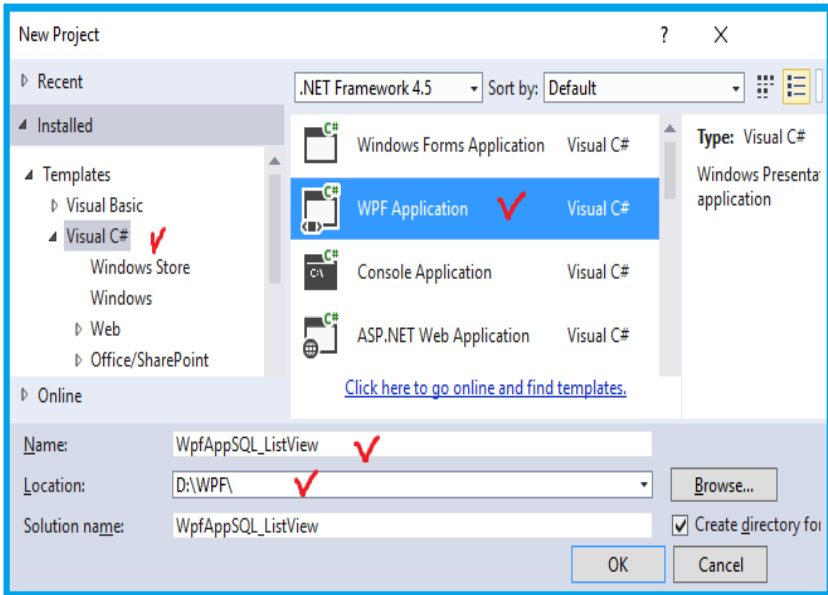 New Project ?
Recent
Installed
Templates
Visual Basic
Visual C#
Windows Store
Windows
Web
Office/SharePoint
Online
.NET Framework 4.5 Sort by: Default
C# Windows Forms Application Visual C#
C# WPF Application Visual C#
C# C:\ Console Application Visual C#
C# ASP.NET Web Application Visual C#
Click here to go online and find templates.
Type: Visual C#
Windows Presenta
application
Name: WpfAppSQL_ListView
Location: D:\WPF\ Browse...
Solution name: WpfAppSQL_ListView Create directory for
OK Cancel